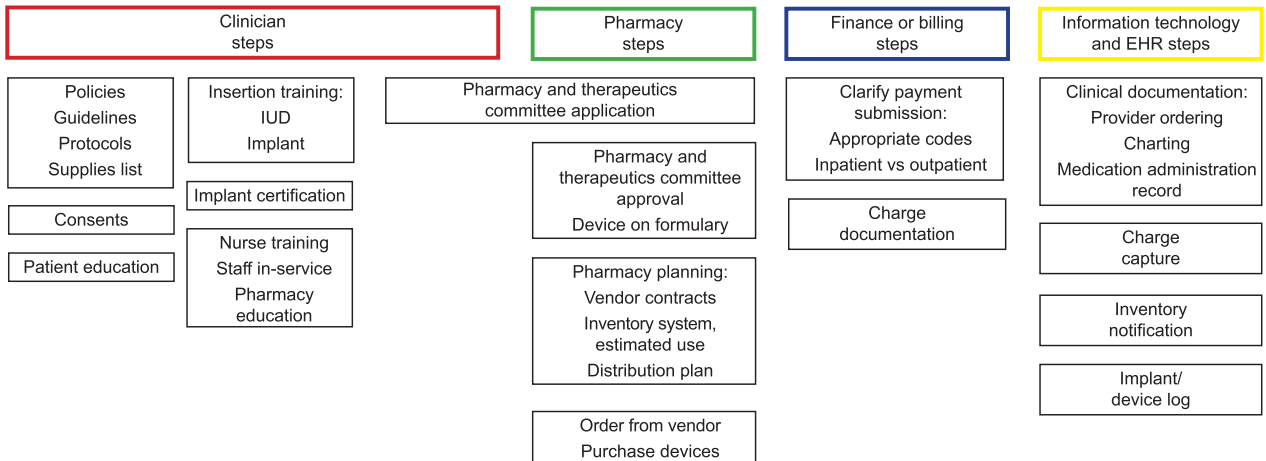 Clinician
steps
Pharmacy
steps
Finance or billing
steps
Information technology
and EHR steps
Policies
Guidelines
Protocols
Supplies list
Consents
Patient education
Insertion training:
IUD
Implant
Implant certification
Nurse training
Staff in-service
Pharmacy
education
Pharmacy and therapeutics
committee application
Pharmacy and
therapeutics committee
approval
Device on formulary
Pharmacy planning:
Vendor contracts
Inventory system,
estimated use
Distribution plan
Order from vendor
Purchase devices
Clarify payment
submission:
Appropriate codes
Inpatient vs outpatient
Charge
documentation
Clinical documentation:
Provider ordering
Charting
Medication administration
record
Charge
capture
Inventory
notification
Implant/
device log